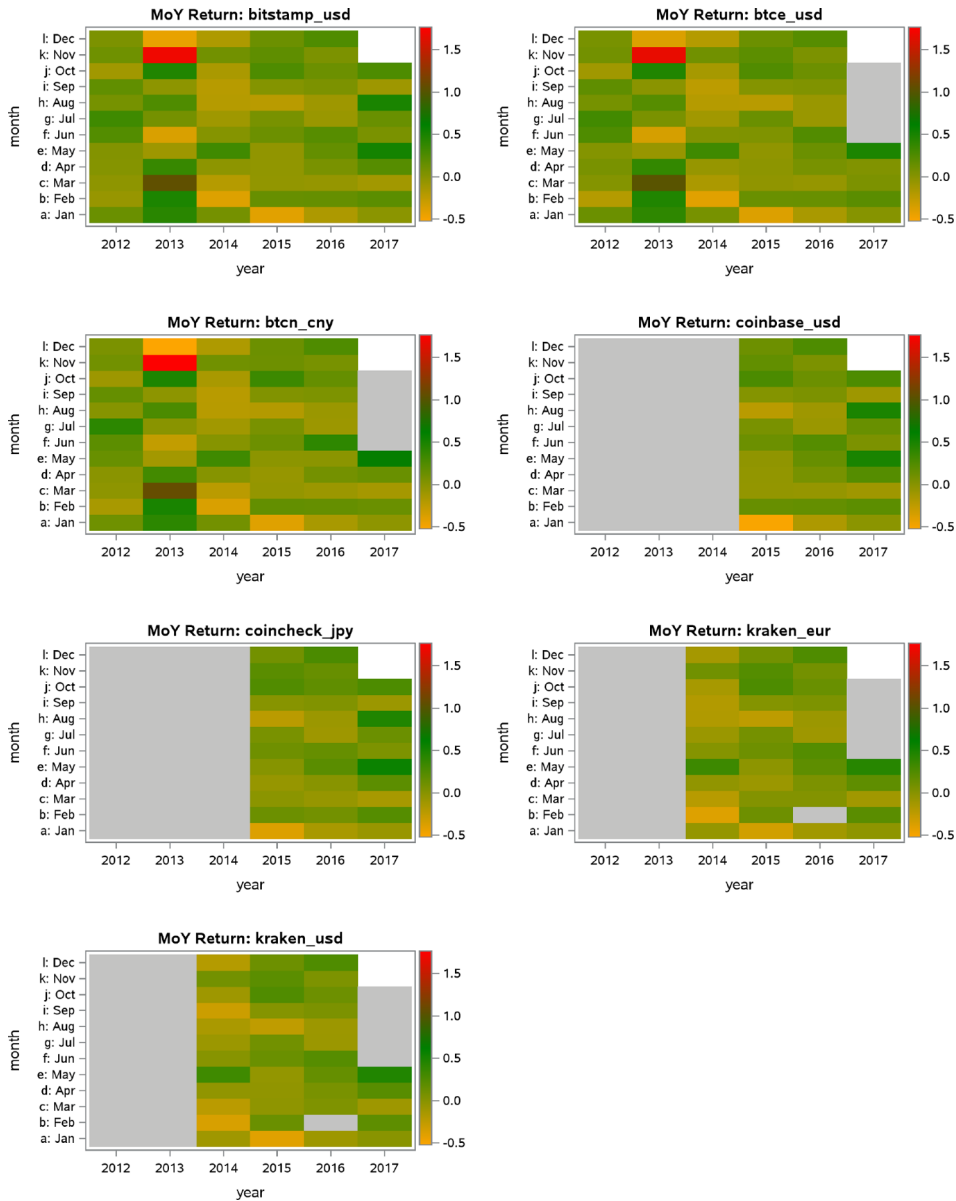 MoY Return: bitstamp_usd
month
l: Dec
k: Nov
j: Oct
i: Sep
h: Aug
g: Jul
f: Jun
e: May
d: Apr
c: Mar
b: Feb
a: Jan
2012 2013 2014 2015 2016 2017
year
1.5
1.0
0.5
0.0
-0.5
MoY Return: btce_usd
month
l: Dec
k: Nov
j: Oct
i: Sep
h: Aug
g: Jul
f: Jun
e: May
d: Apr
c: Mar
b: Feb
a: Jan
2012 2013 2014 2015 2016 2017
year
1.5
1.0
0.5
0.0
-0.5
MoY Return: btcn_cny
month
l: Dec
k: Nov
j: Oct
i: Sep
h: Aug
g: Jul
f: Jun
e: May
d: Apr
c: Mar
b: Feb
a: Jan
2012 2013 2014 2015 2016 2017
year
1.5
1.0
0.5
0.0
-0.5
MoY Return: coinbase_usd
month
l: Dec
k: Nov
j: Oct
i: Sep
h: Aug
g: Jul
f: Jun
e: May
d: Apr
c: Mar
b: Feb
a: Jan
2012 2013 2014 2015 2016 2017
year
1.5
1.0
0.5
0.0
-0.5
MoY Return: coincheck_jpy
month
l: Dec
k: Nov
j: Oct
i: Sep
h: Aug
g: Jul
f: Jun
e: May
d: Apr
c: Mar
b: Feb
a: Jan
2012 2013 2014 2015 2016 2017
year
1.5
1.0
0.5
0.0
-0.5
MoY Return: kraken_eur
month
l: Dec
k: Nov
j: Oct
i: Sep
h: Aug
g: Jul
f: Jun
e: May
d: Apr
c: Mar
b: Feb
a: Jan
2012 2013 2014 2015 2016 2017
year
1.5
1.0
0.5
0.0
-0.5
MoY Return: kraken_usd
month
l: Dec
k: Nov
j: Oct
i: Sep
h: Aug
g: Jul
f: Jun
e: May
d: Apr
c: Mar
b: Feb
a: Jan
2012 2013 2014 2015 2016 2017
year
1.5
1.0
0.5
0.0
-0.5